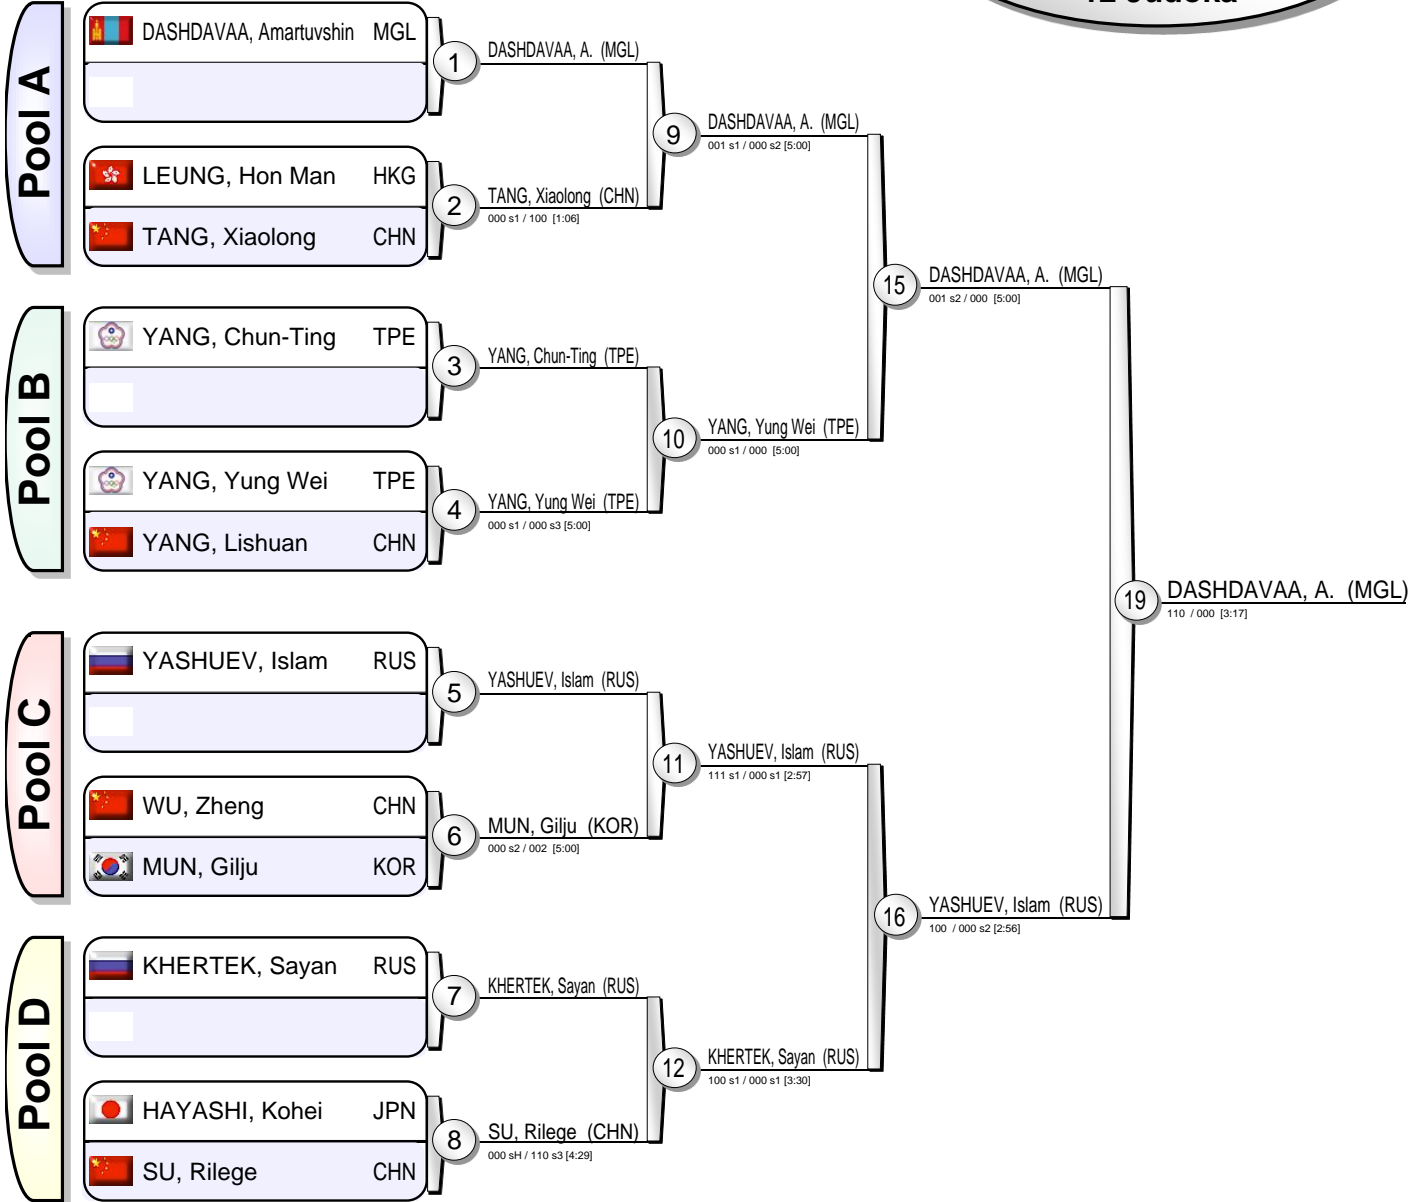 12 Judoka
Pool A
DASHDAVAA, Amartuvshin MGL
1
DASHDAVAA, A. (MGL)
LEUNG, Hon Man HKG
TANG, Xiaolong CHN
2
TANG, Xiaolong (CHN)
000 s1 / 100 [1:06]
9
DASHDAVAA, A. (MGL)
001 s1 / 000 s2 [5:00]
Pool B
YANG, Chun-Ting TPE
3
YANG, Chun-Ting (TPE)
YANG, Yung Wei TPE
YANG, Lishuan CHN
4
YANG, Yung Wei (TPE)
000 s1 / 000 s3 [5:00]
10
YANG, Yung Wei (TPE)
000 s1 / 000 [5:00]
15
DASHDAVAA, A. (MGL)
001 s2 / 000 [5:00]
Pool C
YASHUEV, Islam RUS
5
YASHUEV, Islam (RUS)
WU, Zheng CHN
MUN, Gilju KOR
6
MUN, Gilju (KOR)
000 s2 / 002 [5:00]
11
YASHUEV, Islam (RUS)
111 s1 / 000 s1 [2:57]
Pool D
KHERTEK, Sayan RUS
7
KHERTEK, Sayan (RUS)
HAYASHI, Kohei JPN
SU, Rilege CHN
8
SU, Rilege (CHN)
000 sH / 110 s3 [4:29]
12
KHERTEK, Sayan (RUS)
100 s1 / 000 s1 [3:30]
16
YASHUEV, Islam (RUS)
100 / 000 s2 [2:56]
19
DASHDAVAA, A. (MGL)
110 / 000 [3:17]